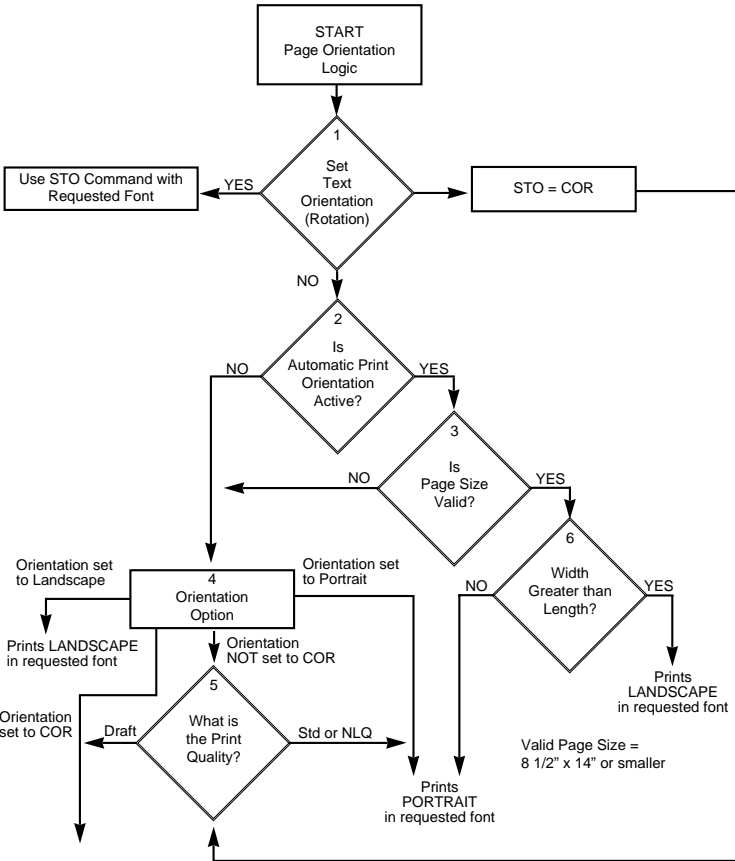 START
Page Orientation
Logic
1
Set
Text
Orientation
(Rotation)
YES
Use STO Command with
Requested Font
STO = COR
NO
2
Is
Automatic Print
Orientation
Active?
NO
YES
3
Is
Page Size
Valid?
NO
YES
6
Width
Greater than
Length?
NO
YES
Orientation set
to Landscape
4
Orientation
Option
Orientation set
to Portrait
Prints LANDSCAPE
in requested font
Orientation
NOT set to COR
Prints
LANDSCAPE
in requested font
5
What is
the Print
Quality?
Orientation
set to COR
Draft
Std or NLQ
Valid Page Size =
8 1/2” x 14” or smaller
Prints
PORTRAIT
in requested font